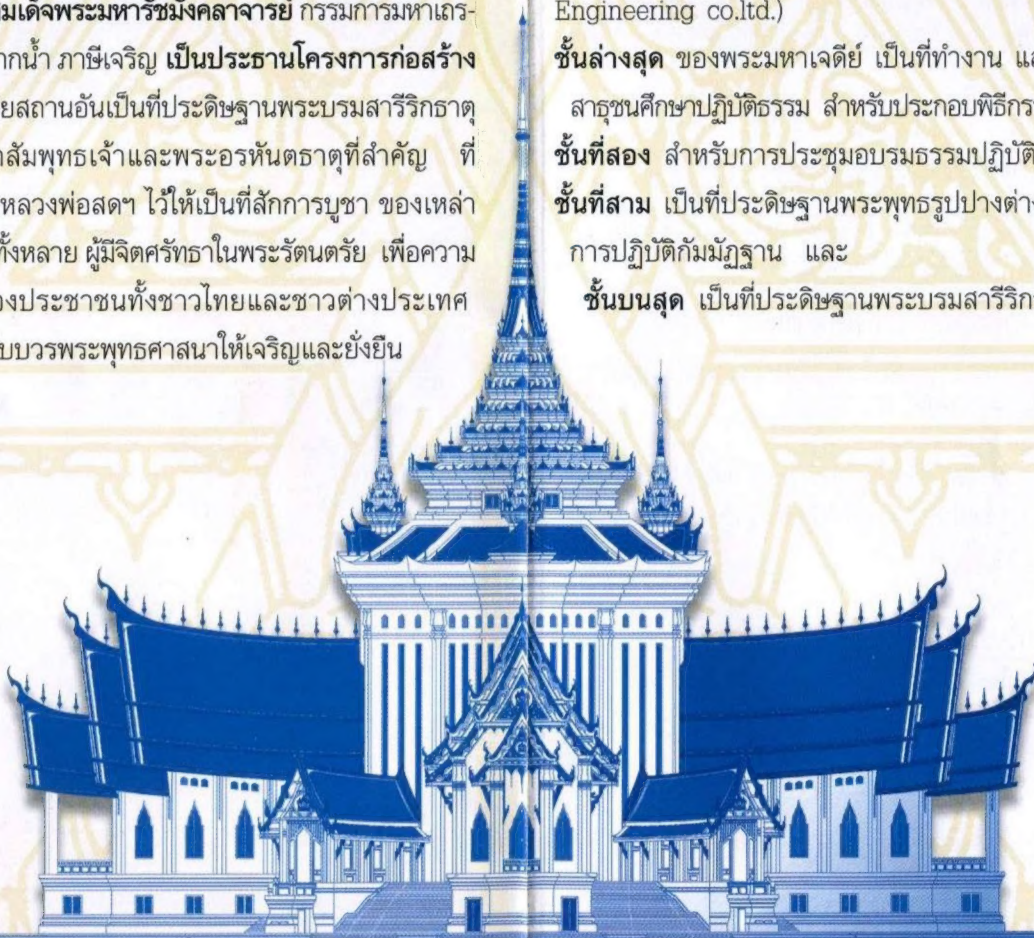 มเด็จพระมหารัชมังคลาจารย์ กรรมการมหาเถร-
ากน้ำ ภาษีเจริญ เป็นประธานโครงการก่อสร้าง
ยสถานอันเป็นที่ประดิษฐานพระบรมสารีริกธาตุ
าสัมพุทธเจ้าและพระอรหันตธาตุที่สำคัญ ที่
หลวงพ่อสดฯ ไว้ให้เป็นที่สักการบูชา ของเหล่า
ทั้งหลาย ผู้มีจิตศรัทธาในพระรัตนตรัย เพื่อความ
องประชาชนทั้งชาวไทยและชาวต่างประเทศ
บบวรพระพุทธศาสนาให้เจริญและยั่งยืน
Engineering co.ltd.)
ชั้นล่างสุด ของพระมหาเจดีย์ เป็นที่ทำงาน แล
สาธุชนศึกษาปฏิบัติธรรม สำหรับประกอบพิธีกร
ชั้นที่สอง สำหรับการประชุมอบรมธรรมปฏิบัติ
ชั้นที่สาม เป็นที่ประดิษฐานพระพุทธรูปปางต่าง
การปฏิบัติกัมมัฏฐาน และ
ชั้นบนสุด เป็นที่ประดิษฐานพระบรมสารีริก